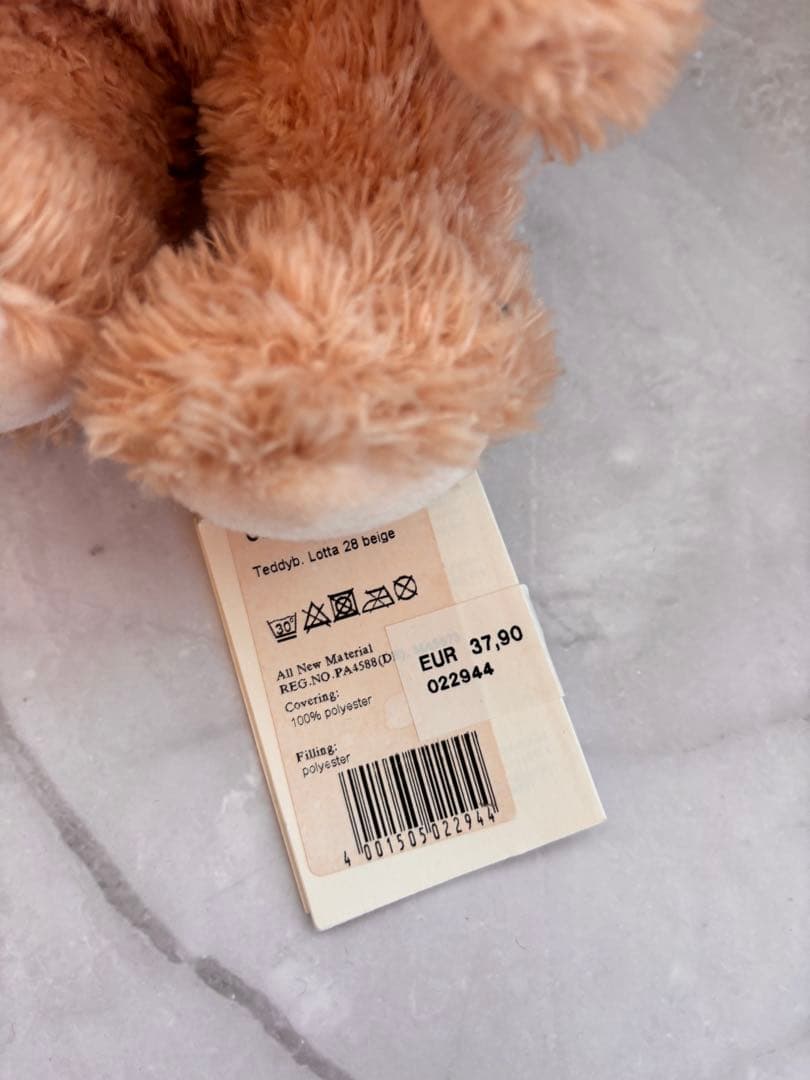 Teddyb. Lotta 28 beige
30°
All New Material
REG.NO.PA4588(D
Covering:
100% polyester
EUR 37,90
022944
Filling:
polyester
4 001505 022944